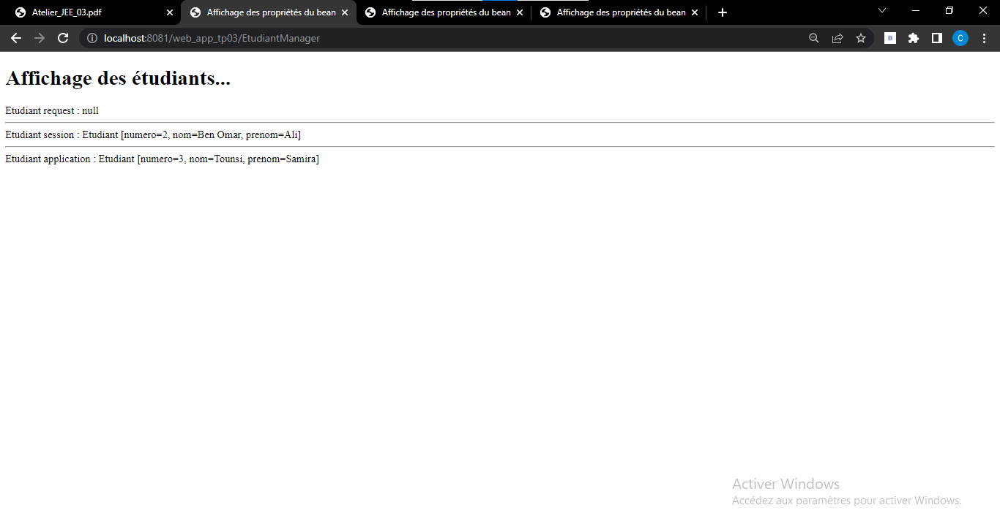 Atelier_JEE_03.pdf
Affichage des propriétés du bean
Affichage des propriétés du bean
Affichage des propriétés du bean
localhost:8081/web_app_tp03/EtudiantManager
B
C
Affichage des étudiants...
Etudiant request : null
Etudiant session : Etudiant [numero=2, nom=Ben Omar, prenom=Ali]
Etudiant application : Etudiant [numero=3, nom=Tounsi, prenom=Samira]
Activer Windows
Accédez aux paramètres pour activer Windows.